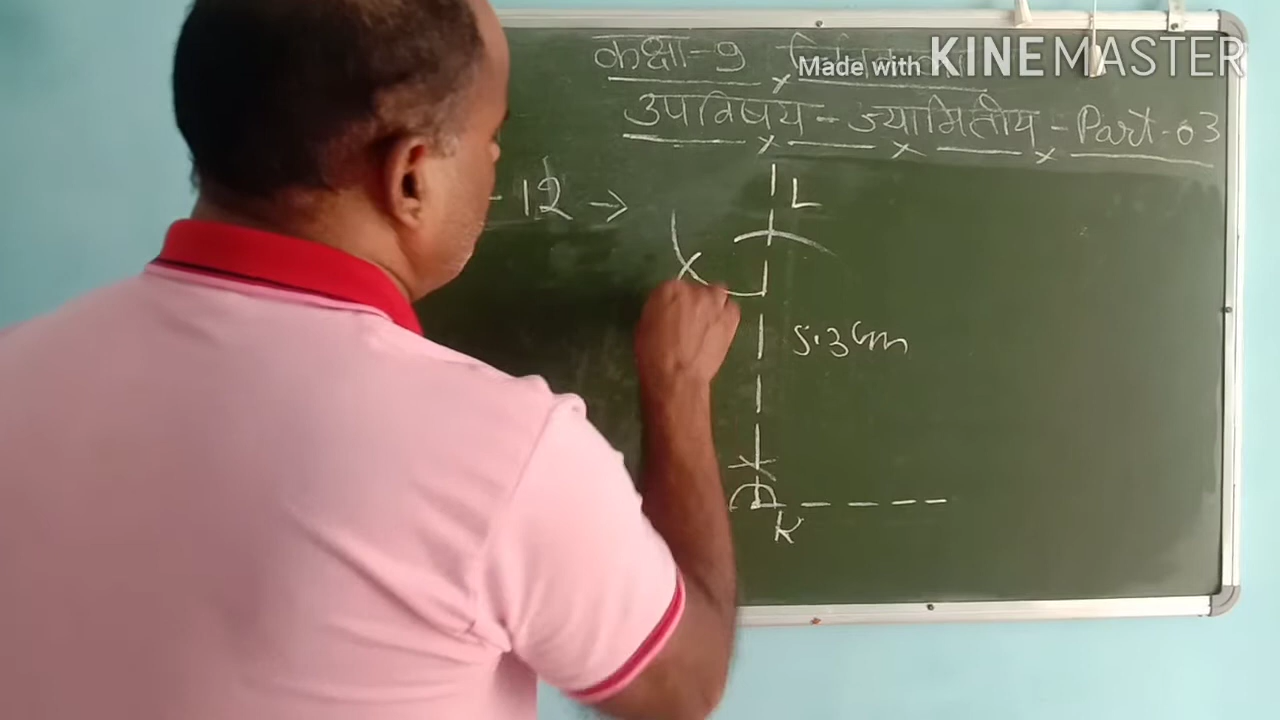 कक्षा-9
Made with KINEMASTER
उपविषय - ज्यामितीय - Part-03
-12 →
L
5.3cm
K